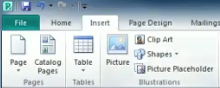 P
File Home Insert Page Design Mailings
Page Catalog Pages Table Picture Clip Art
Shapes
Picture Placeholder
Pages Tables Illustrations